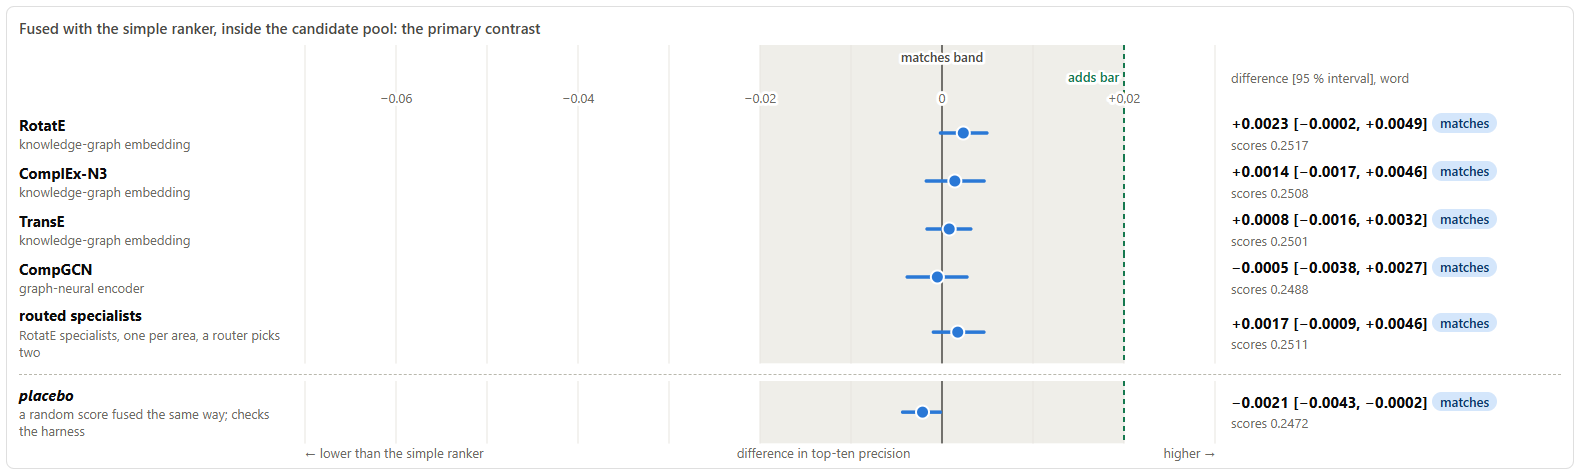 Fused with the simple ranker, inside the candidate pool: the primary contrast
matches band
adds bar
difference [95 % interval], word
−0.06
−0.04
−0.02
0
+0.02
RotatE
knowledge-graph embedding
+0.0023 [−0.0002, +0.0049] matches
scores 0.2517
ComplEx-N3
knowledge-graph embedding
+0.0014 [−0.0017, +0.0046] matches
scores 0.2508
TransE
knowledge-graph embedding
+0.0008 [−0.0016, +0.0032] matches
scores 0.2501
CompGCN
graph-neural encoder
−0.0005 [−0.0038, +0.0027] matches
scores 0.2488
routed specialists
RotatE specialists, one per area, a router picks
two
+0.0017 [−0.0009, +0.0046] matches
scores 0.2511
placebo
a random score fused the same way; checks
the harness
−0.0021 [−0.0043, −0.0002] matches
scores 0.2472
← lower than the simple ranker
difference in top-ten precision
higher →